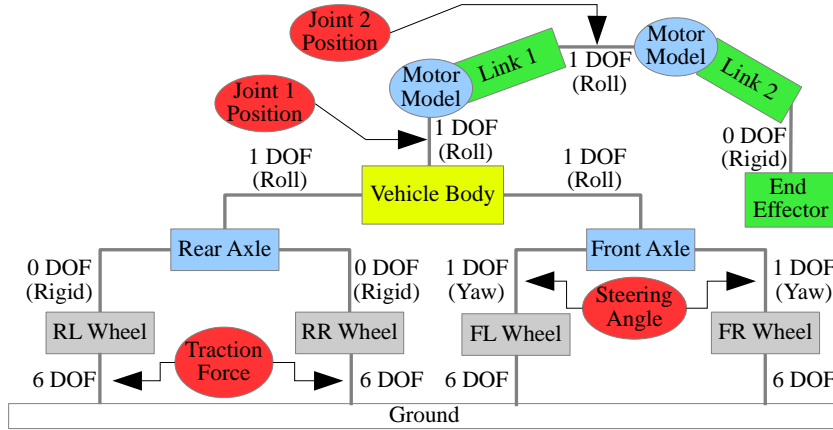 Joint 2
Position
Motor
Model
Link 1
1 DOF
(Roll)
Motor
Model
Link 2
Joint 1
Position
1 DOF
(Roll)
0 DOF
(Rigid)
End
Effector
1 DOF
(Roll)
Vehicle Body
1 DOF
(Roll)
Rear Axle
Front Axle
0 DOF
(Rigid)
0 DOF
(Rigid)
1 DOF
(Yaw)
Steering
Angle
1 DOF
(Yaw)
RL Wheel
RR Wheel
FL Wheel
FR Wheel
Traction
Force
6 DOF
6 DOF
6 DOF
6 DOF
Ground